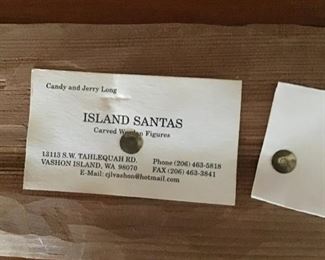 Candy and Jerry Long
ISLAND SANTAS
Carved Wooden Figures
13113 S.W. TAHLEQUAH RD. Phone (206) 463-5818
VASHON ISLAND, WA 98070 FAX (206) 463-3841
E-Mail: cjlvashon@hotmail.com